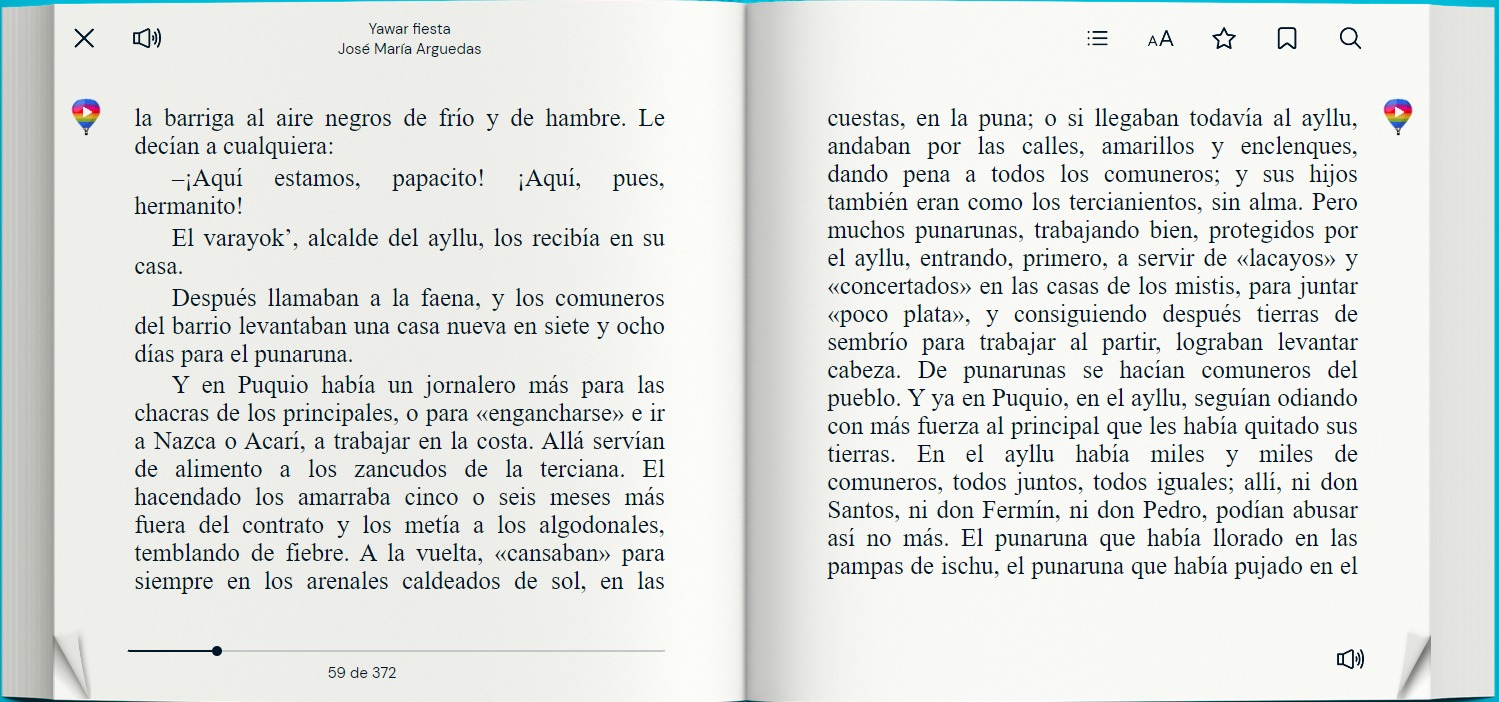 Yawar fiesta
José María Arguedas
AA
la barriga al aire negros de frío y de hambre. Le
decían a cualquiera:
–¡Aquí estamos, papacito! ¡Aquí, pues,
hermanito!
El varayok’, alcalde del ayllu, los recibía en su
casa.
Después llamaban a la faena, y los comuneros
del barrio levantaban una casa nueva en siete y ocho
días para el punaruna.
Y en Puquio había un jornalero más para las
chacras de los principales, o para «engancharse» e ir
a Nazca o Acarí, a trabajar en la costa. Allá servían
de alimento a los zancudos de la terciana. El
hacendado los amarraba cinco o seis meses más
fuera del contrato y los metía a los algodonales,
temblando de fiebre. A la vuelta, «cansaban» para
siempre en los arenales caldeados de sol, en las
59 de 372
cuestas, en la puna; o si llegaban todavía al ayllu,
andaban por las calles, amarillos y enclenques,
dando pena a todos los comuneros; y sus hijos
también eran como los tercianientos, sin alma. Pero
muchos punarunas, trabajando bien, protegidos por
el ayllu, entrando, primero, a servir de «lacayos» y
«concertados» en las casas de los mistis, para juntar
«poco plata», y consiguiendo después tierras de
sembrío para trabajar al partir, lograban levantar
cabeza. De punarunas se hacían comuneros del
pueblo. Y ya en Puquio, en el ayllu, seguían odiando
con más fuerza al principal que les había quitado sus
tierras. En el ayllu había miles y miles de
comuneros, todos juntos, todos iguales; allí, ni don
Santos, ni don Fermín, ni don Pedro, podían abusar
así no más. El punaruna que había llorado en las
pampas de ischu, el punaruna que había pujado en el